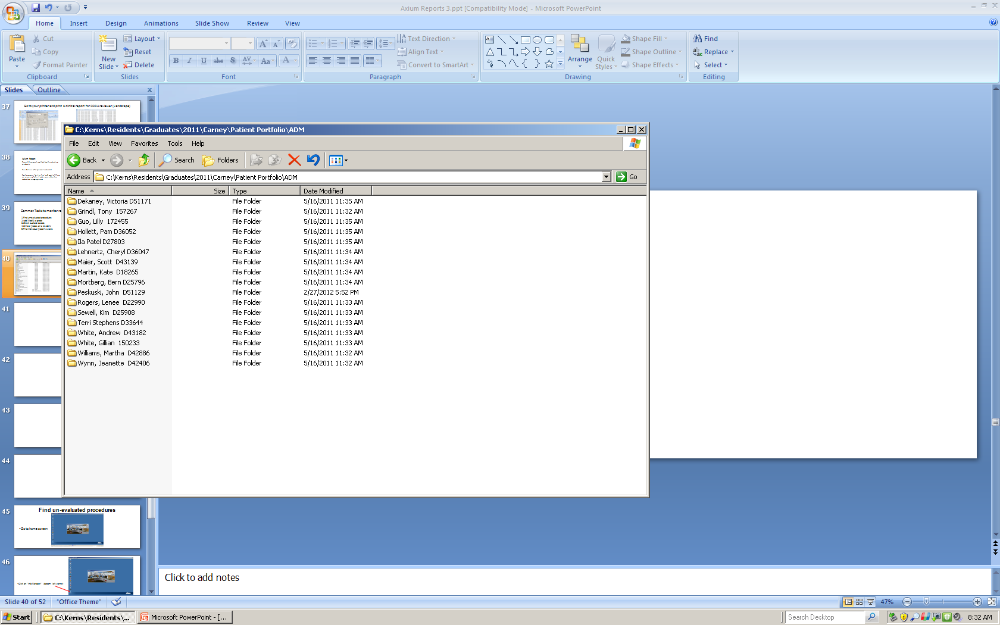 Axium Reports 3.ppt [Compatibility Mode] - Microsoft PowerPoint
Home Insert Design Animations Slide Show Review View
Paste
Cut
Copy
Format Painter
Clipboard
New Slide
Layout
Reset
Delete
Slides
Font
Text Direction
Align Text
Convert to SmartArt
Paragraph
Arrange
Quick Styles
Shape Fill
Shape Outline
Shape Effects
Drawing
Find
Replace
Select
Editing
Slides Outline
37
38
Axium Report
39
40
41
42
43
44
45
Find un-evaluated procedures
•Go to home screen
46
C:\Kerns\Residents\Graduates\2011\Carney\Patient Portfolio\ADM
File Edit View Favorites Tools Help
Back Search Folders
Address C:\Kerns\Residents\Graduates\2011\Carney\Patient Portfolio\ADM Go
Name Size Type Date Modified
Dekaney, Victoria D51171 File Folder 5/16/2011 11:35 AM
Grindl, Tony 157267 File Folder 5/16/2011 11:32 AM
Guo, Lilly 172455 File Folder 5/16/2011 11:35 AM
Hollett, Pam D36052 File Folder 5/16/2011 11:35 AM
Ila Patel D27803 File Folder 5/16/2011 11:35 AM
Lehnertz, Cheryl D36047 File Folder 5/16/2011 11:34 AM
Maier, Scott D43139 File Folder 5/16/2011 11:34 AM
Martin, Kate D18265 File Folder 5/16/2011 11:34 AM
Mortberg, Bern D25796 File Folder 5/16/2011 11:34 AM
Peskuski, John D51129 File Folder 2/27/2012 5:52 PM
Rogers, Lenee D22990 File Folder 5/16/2011 11:33 AM
Sewell, Kim D25908 File Folder 5/16/2011 11:33 AM
Terri Stephens D33644 File Folder 5/16/2011 11:33 AM
White, Andrew D43182 File Folder 5/16/2011 11:33 AM
White, Gillian 150233 File Folder 5/16/2011 11:33 AM
Williams, Martha D42886 File Folder 5/16/2011 11:32 AM
Wynn, Jeanette D42406 File Folder 5/16/2011 11:32 AM
Click to add notes
Slide 40 of 52 "Office Theme" 47%
Start C:\Kerns\Residents\... Microsoft PowerPoint - [... Search Desktop 8:32 AM